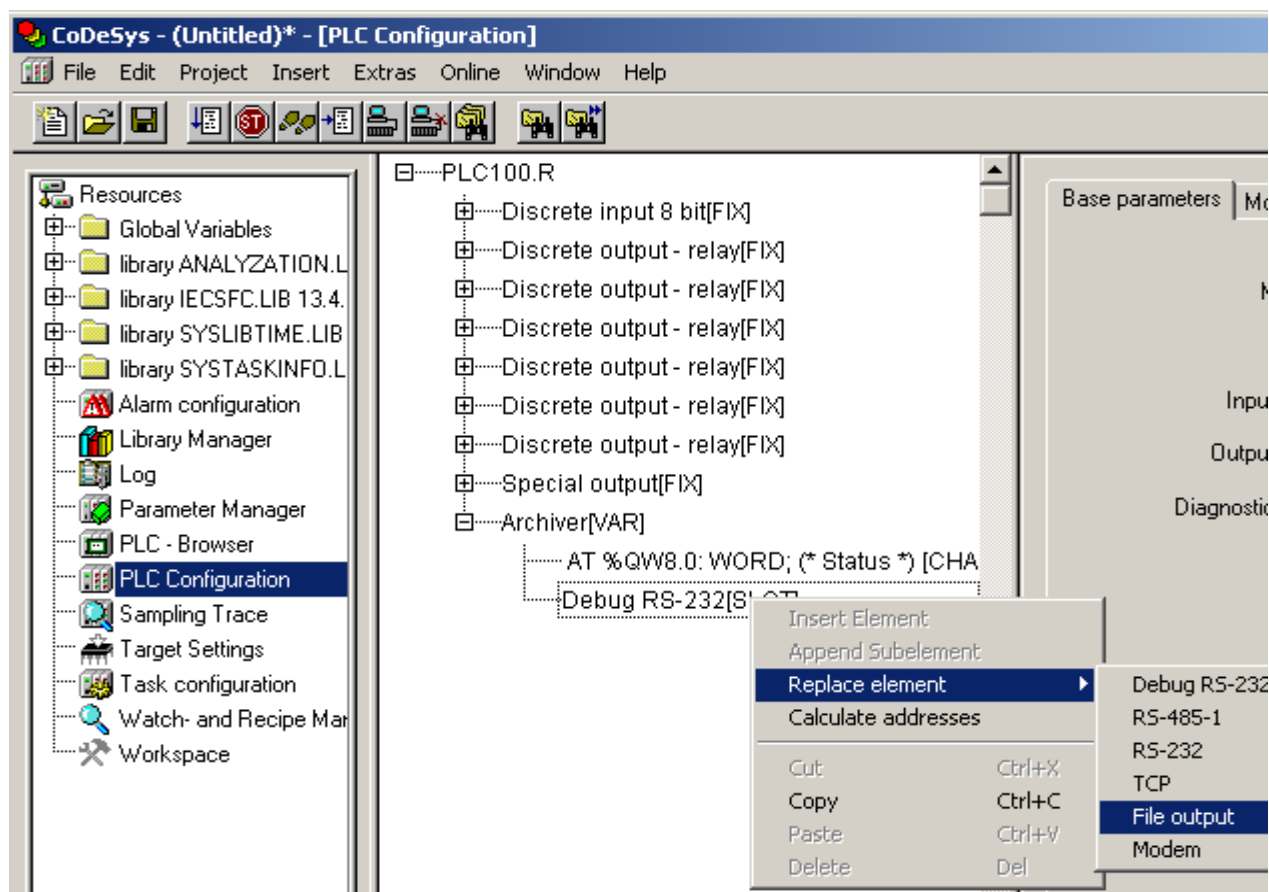 CoDeSys - (Untitled)* - [PLC Configuration]
File Edit Project Insert Extras Online Window Help
Resources
Global Variables
library ANALYZATION.L
library IECSFC.LIB 13.4.
library SYSLIBTIME.LIB
library SYSTASKINFO.L
Alarm configuration
Library Manager
Log
Parameter Manager
PLC - Browser
PLC Configuration
Sampling Trace
Target Settings
Task configuration
Watch- and Recipe Mar
Workspace
PLC100.R
Discrete input 8 bit[FIX]
Discrete output - relay[FIX]
Discrete output - relay[FIX]
Discrete output - relay[FIX]
Discrete output - relay[FIX]
Discrete output - relay[FIX]
Discrete output - relay[FIX]
Special output[FIX]
Archiver[VAR]
AT %QW8.0: WORD; (* Status *) [CHA
Debug RS-232[SLOT]
Insert Element
Append Subelement
Replace element
Calculate addresses
Cut Ctrl+X
Copy Ctrl+C
Paste Ctrl+V
Delete Del
Debug RS-232
RS-485-1
RS-232
TCP
File output
Modem
Base parameters Mo
M
Inpu
Outpu
Diagnostic